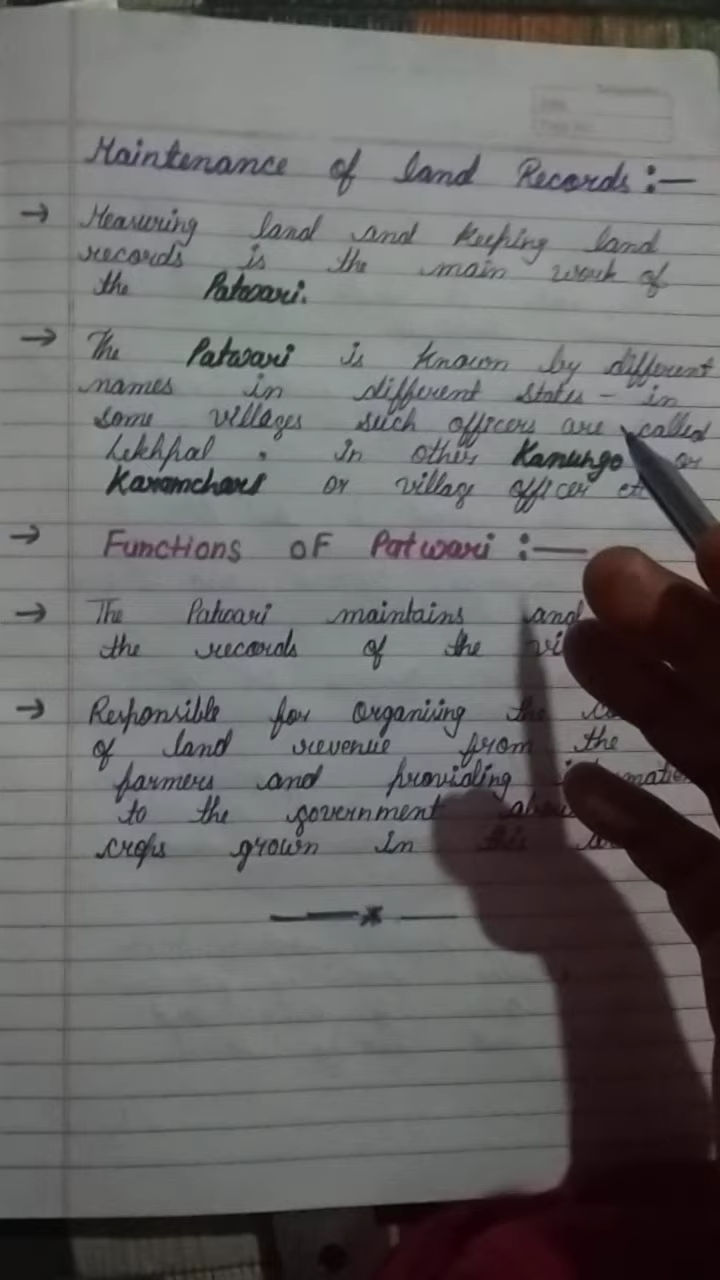 Maintenance of land Records :—
→ Measuring land and Keeping land
records is the main work of
the Patwari.
→ The Patwari is known by different
names in different states - in
some villages such officers are called
Lekhpal . In other Kanungo or
Karamchari or village officer
→ Functions OF Patwari :—
→ The Patwari maintains and
the records of the
→ Responsible for Organising the
of land revenue from the
farmers and providing
to the government
crops grown in this